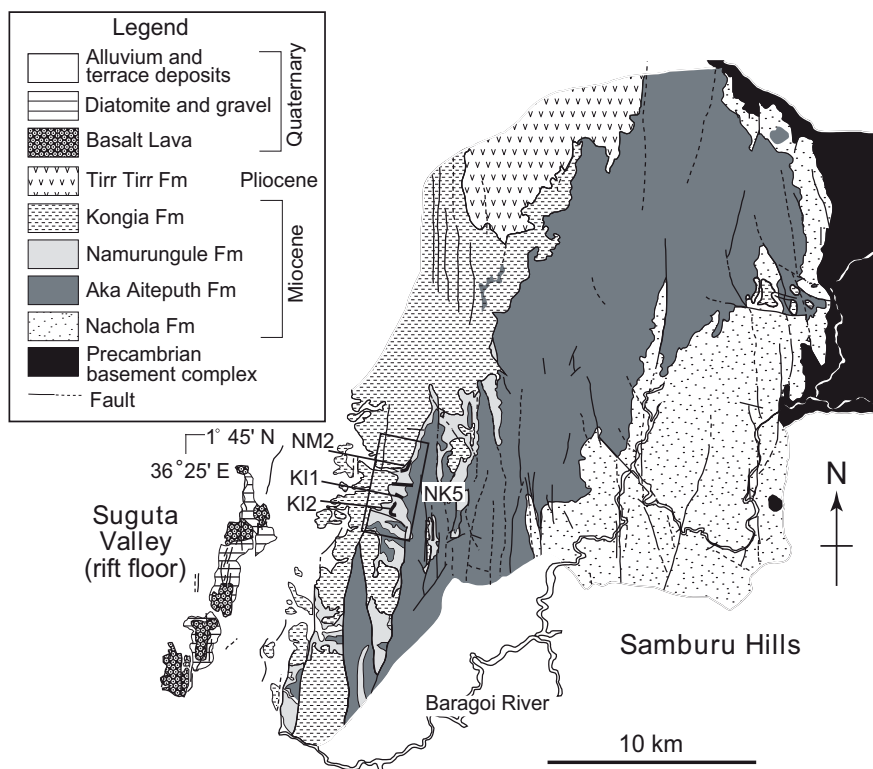 Legend
Alluvium and
terrace deposits
Diatomite and gravel
Basalt Lava
Quaternary
Tirr Tirr Fm
Pliocene
Kongia Fm
Namurungule Fm
Aka Aiteputh Fm
Nachola Fm
Miocene
Precambrian
basement complex
Fault
1° 45' N
36°25' E
NM2
KI1
KI2
NK5
Suguta
Valley
(rift floor)
N
Samburu Hills
Baragoi River
10 km